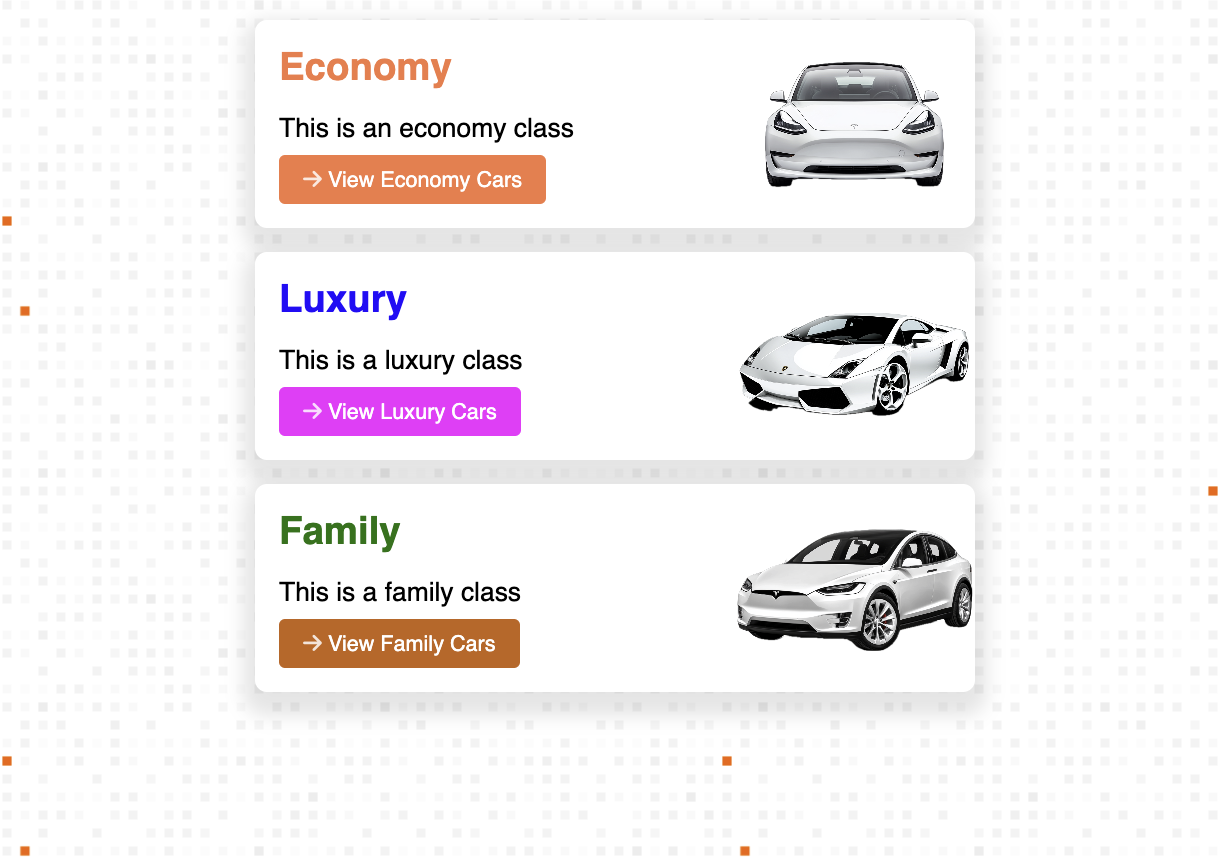 Economy
This is an economy class
→ View Economy Cars
Luxury
This is a luxury class
→ View Luxury Cars
Family
This is a family class
→ View Family Cars